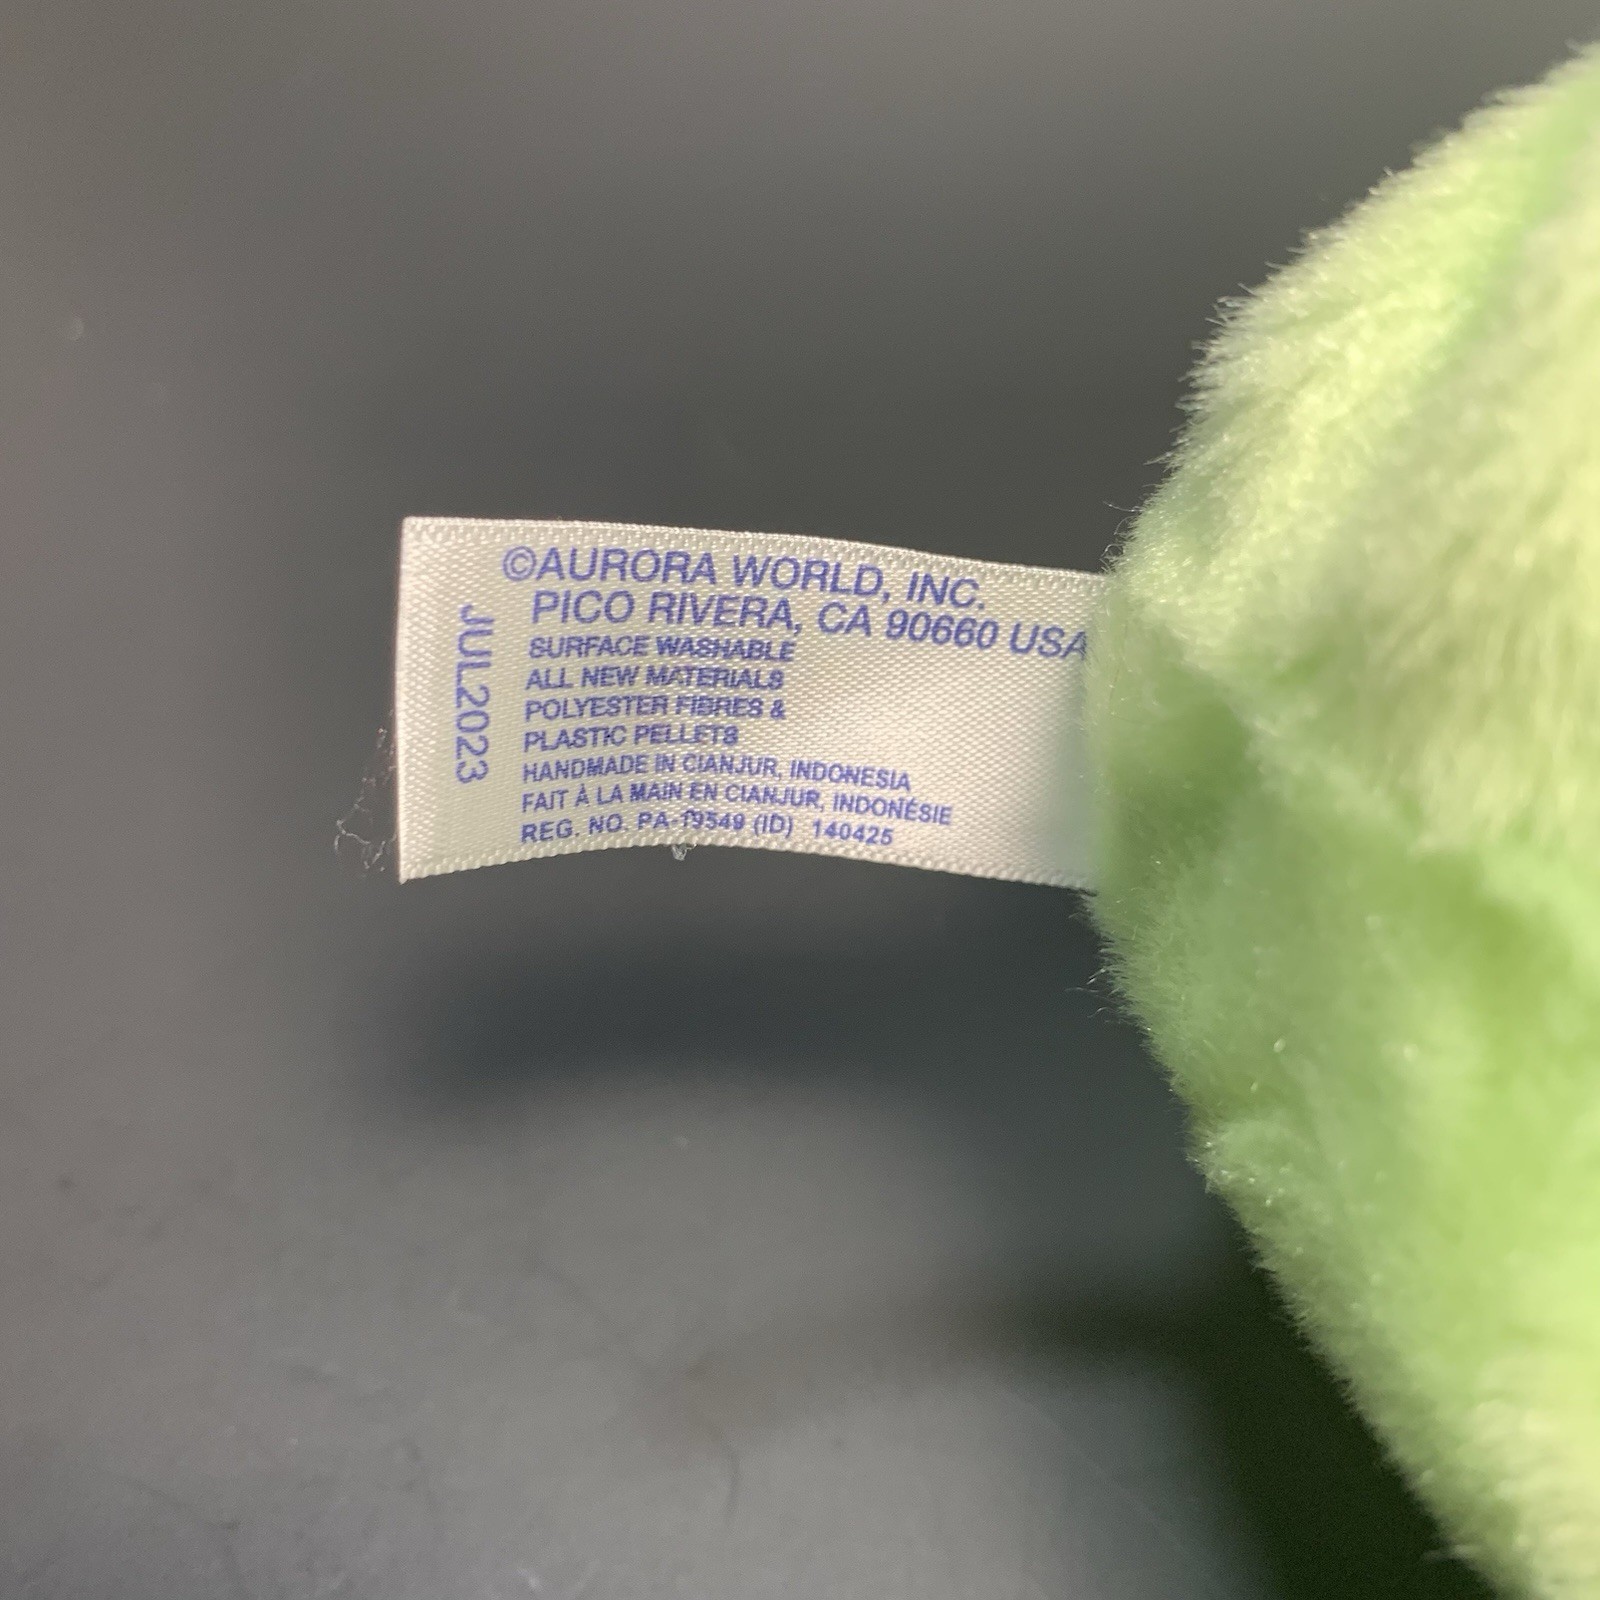 ©AURORA WORLD, INC.
PICO RIVERA, CA 90660 USA
SURFACE WASHABLE
ALL NEW MATERIALS
POLYESTER FIBRES &
PLASTIC PELLETS
HANDMADE IN CIANJUR, INDONESIA
FAIT À LA MAIN EN CIANJUR, INDONÉSIE
REG. NO. PA-19549 (ID) 140425
JUL2023